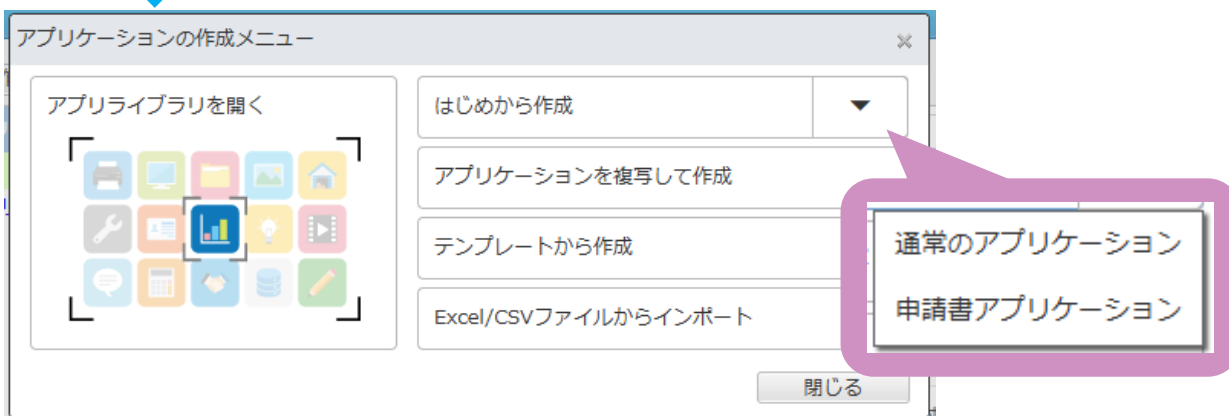 アプリケーションの作成メニュー
アプリライブラリを開く
はじめから作成
アプリケーションを複写して作成
テンプレートから作成
Excel/CSVファイルからインポート
通常のアプリケーション
申請書アプリケーション
閉じる